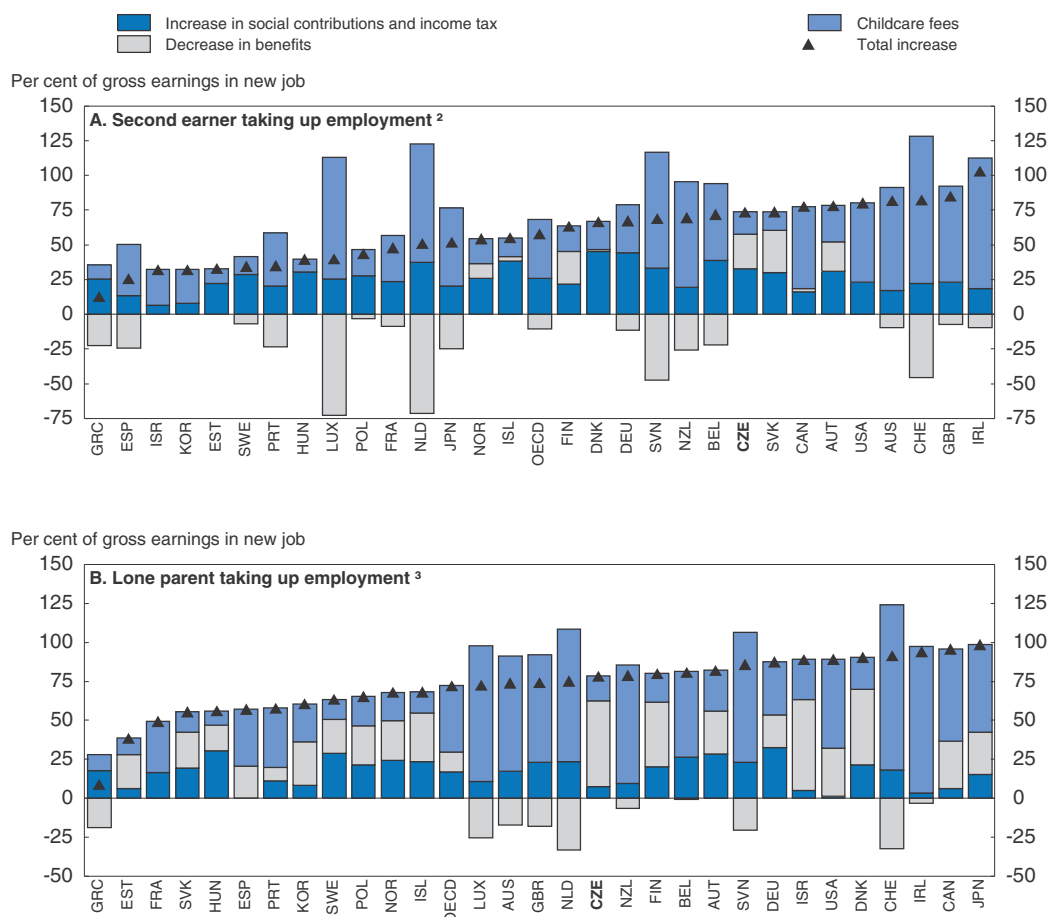 Increase in social contributions and income tax
Childcare fees
Decrease in benefits
Total increase
Per cent of gross earnings in new job
150 150
A. Second earner taking up employment ²
125 125
100 100
75 75
50 50
25 25
0 0
-25 -25
-50 -50
-75 -75
GRC ESP ISR KOR EST SWE PRT HUN LUX POL FRA NLD JPN NOR ISL OECD FIN DNK DEU SVN NZL BEL CZE SVK CAN AUT USA AUS CHE GBR IRL
Per cent of gross earnings in new job
150 150
B. Lone parent taking up employment ³
125 125
100 100
75 75
50 50
25 25
0 0
-25 -25
-50 -50
GRC EST FRA SVK HUN ESP PRT KOR SWE POL NOR ISL OECD LUX AUS GBR NLD CZE NZL FIN BEL AUT SVN DEU ISR USA DNK CHE IRL CAN JPN